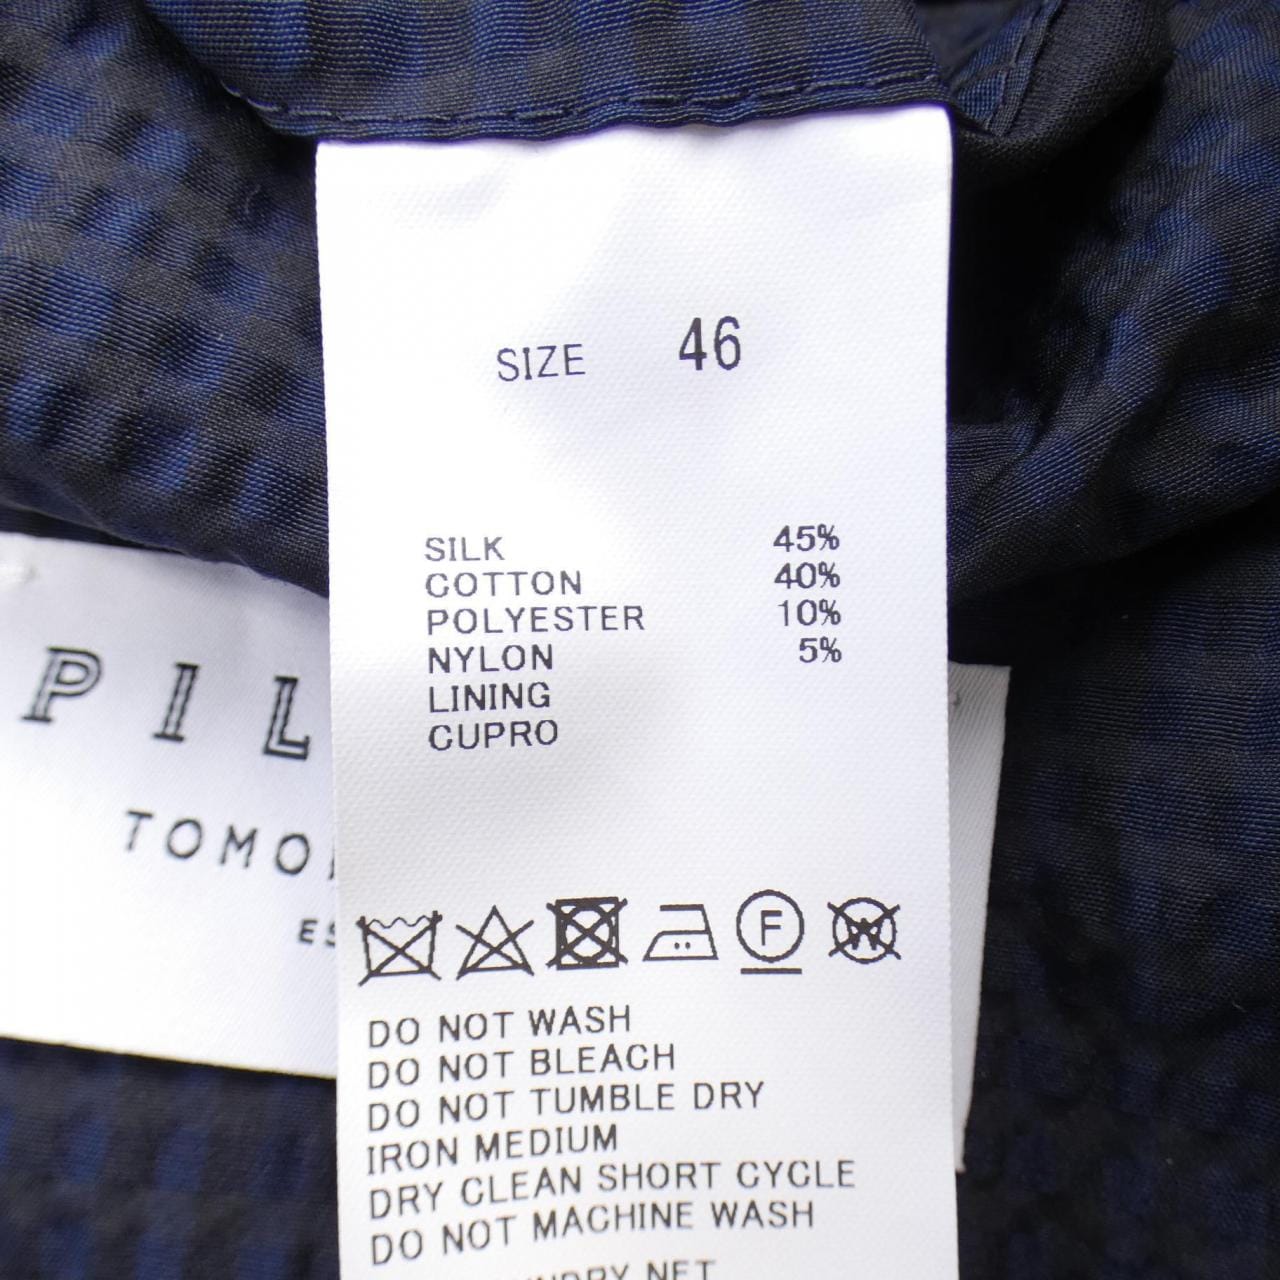 SIZE 46
SILK 45%
COTTON 40%
POLYESTER 10%
NYLON 5%
LINING
CUPRO
PIL
TOMO
ES
F
W
DO NOT WASH
DO NOT BLEACH
DO NOT TUMBLE DRY
IRON MEDIUM
DRY CLEAN SHORT CYCLE
DO NOT MACHINE WASH
NET